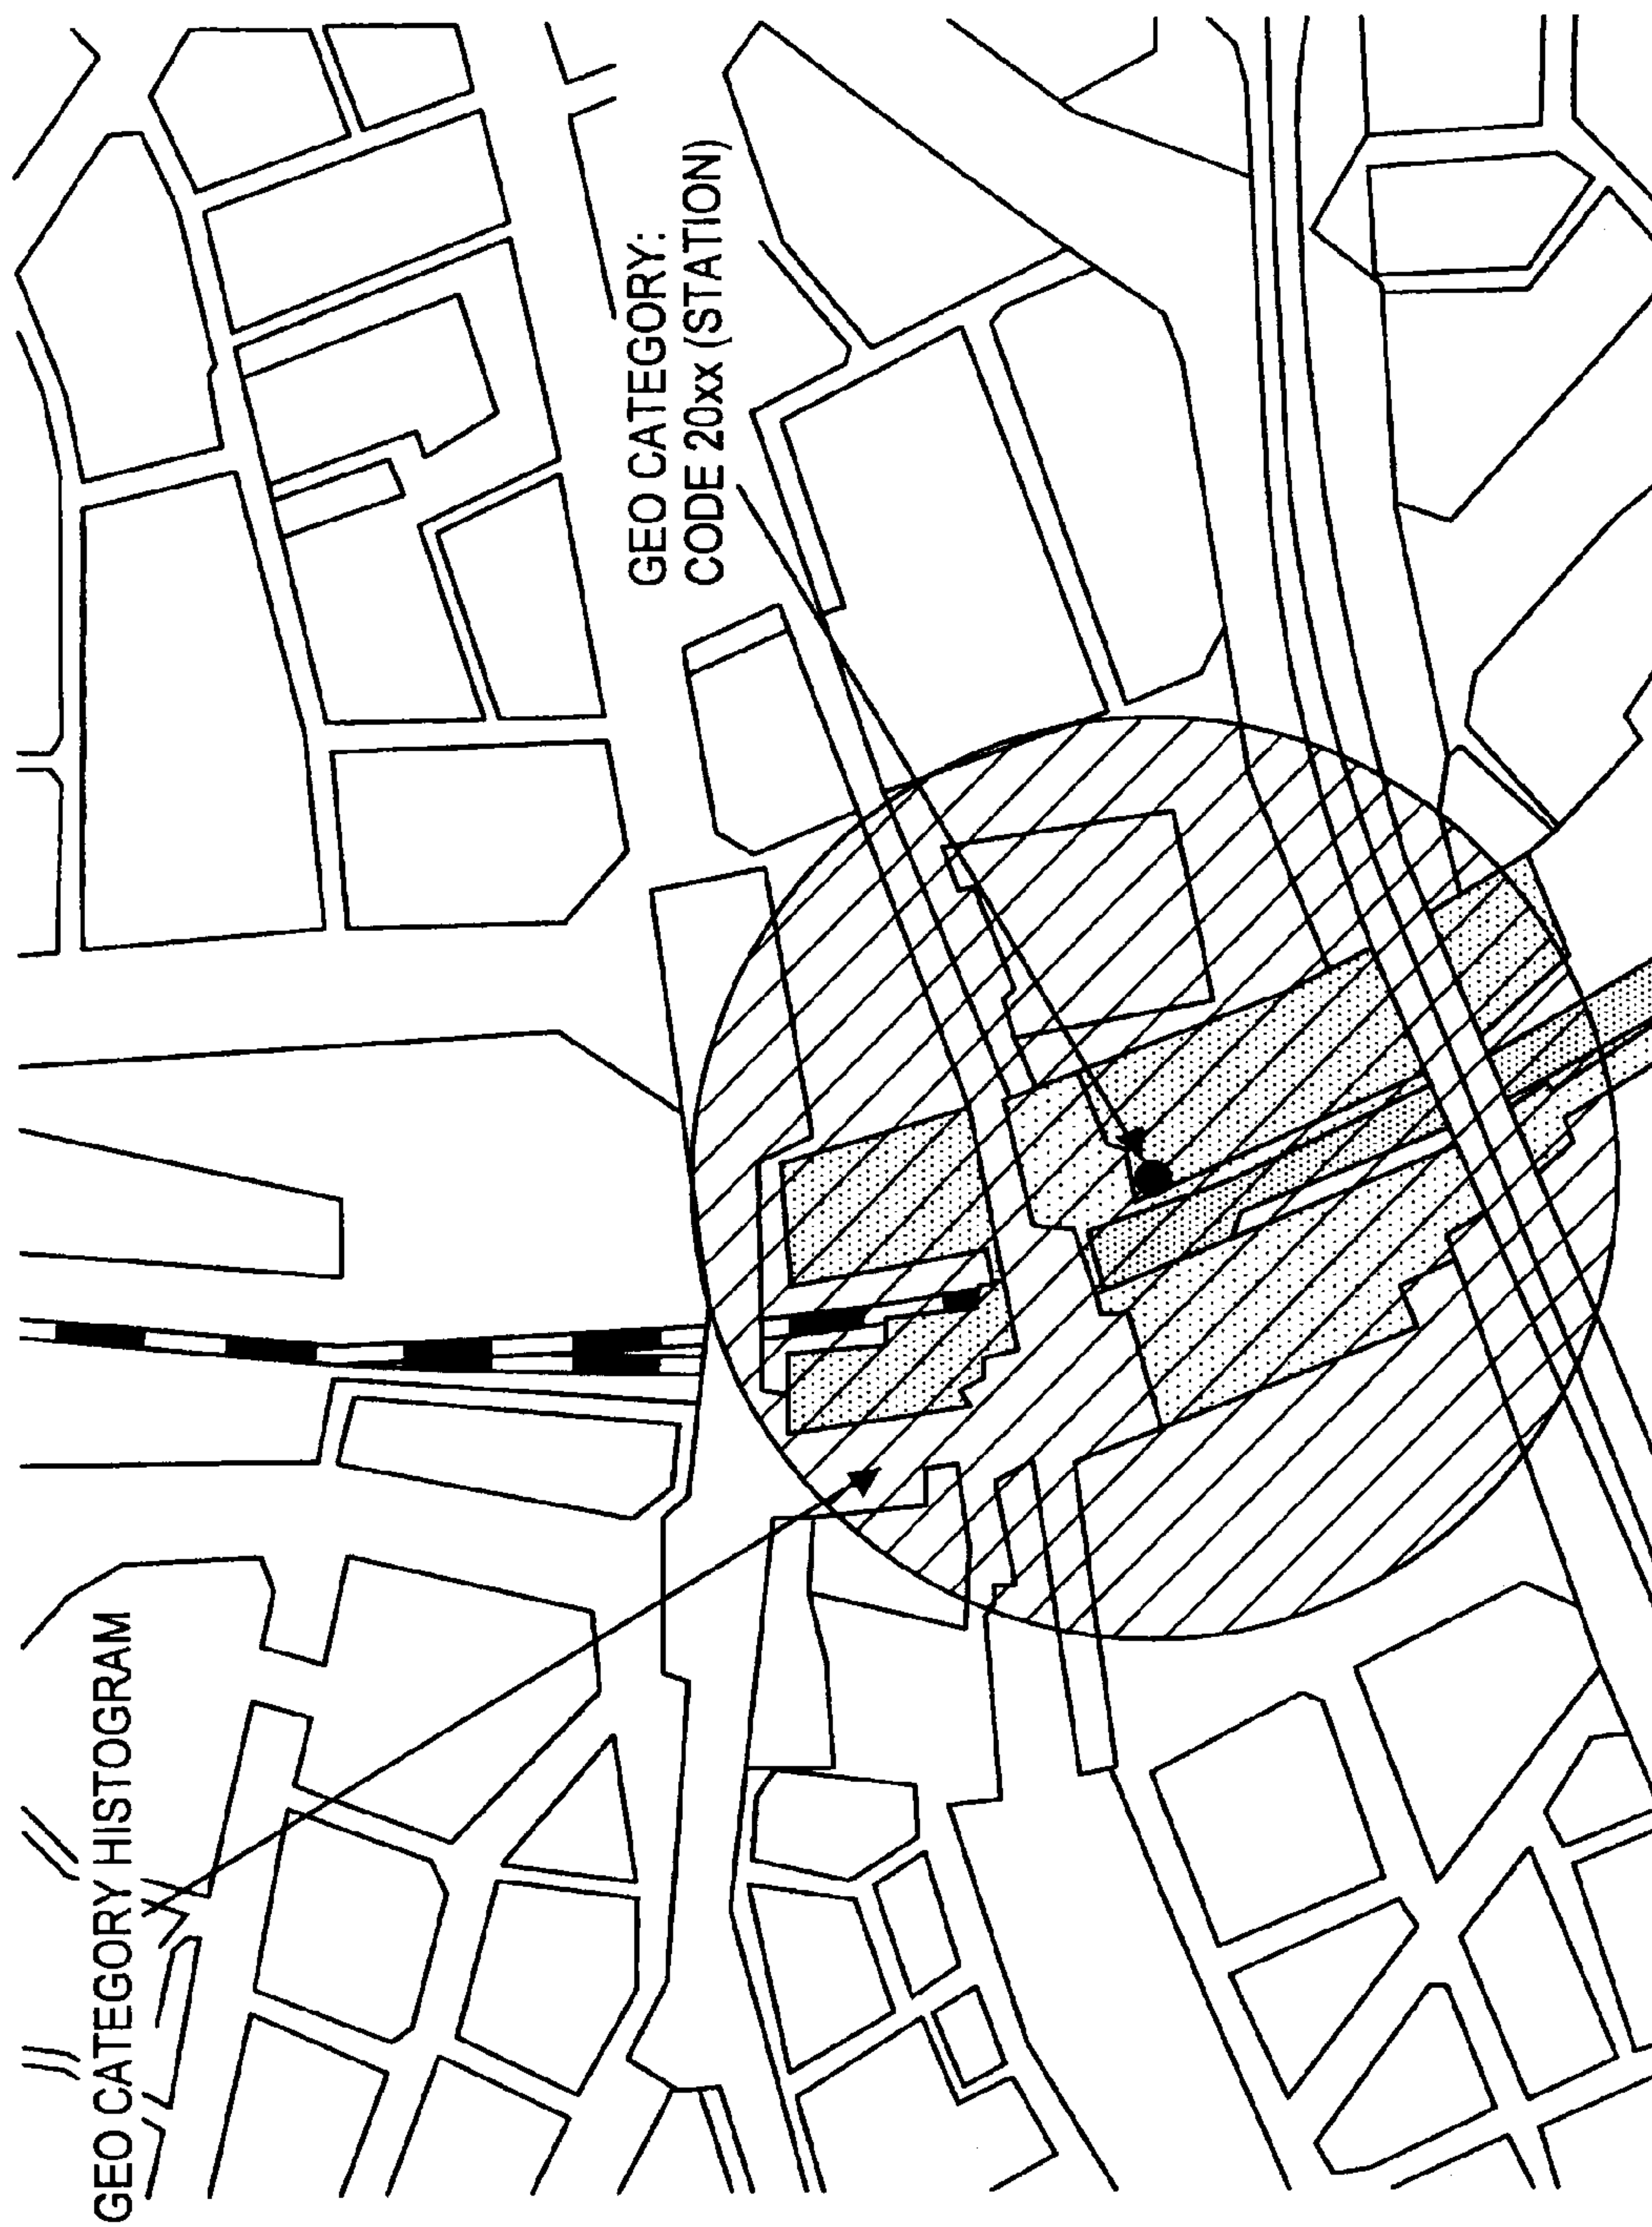 GEO CATEGORY HISTOGRAM
GEO CATEGORY:
CODE 20xx (STATION)